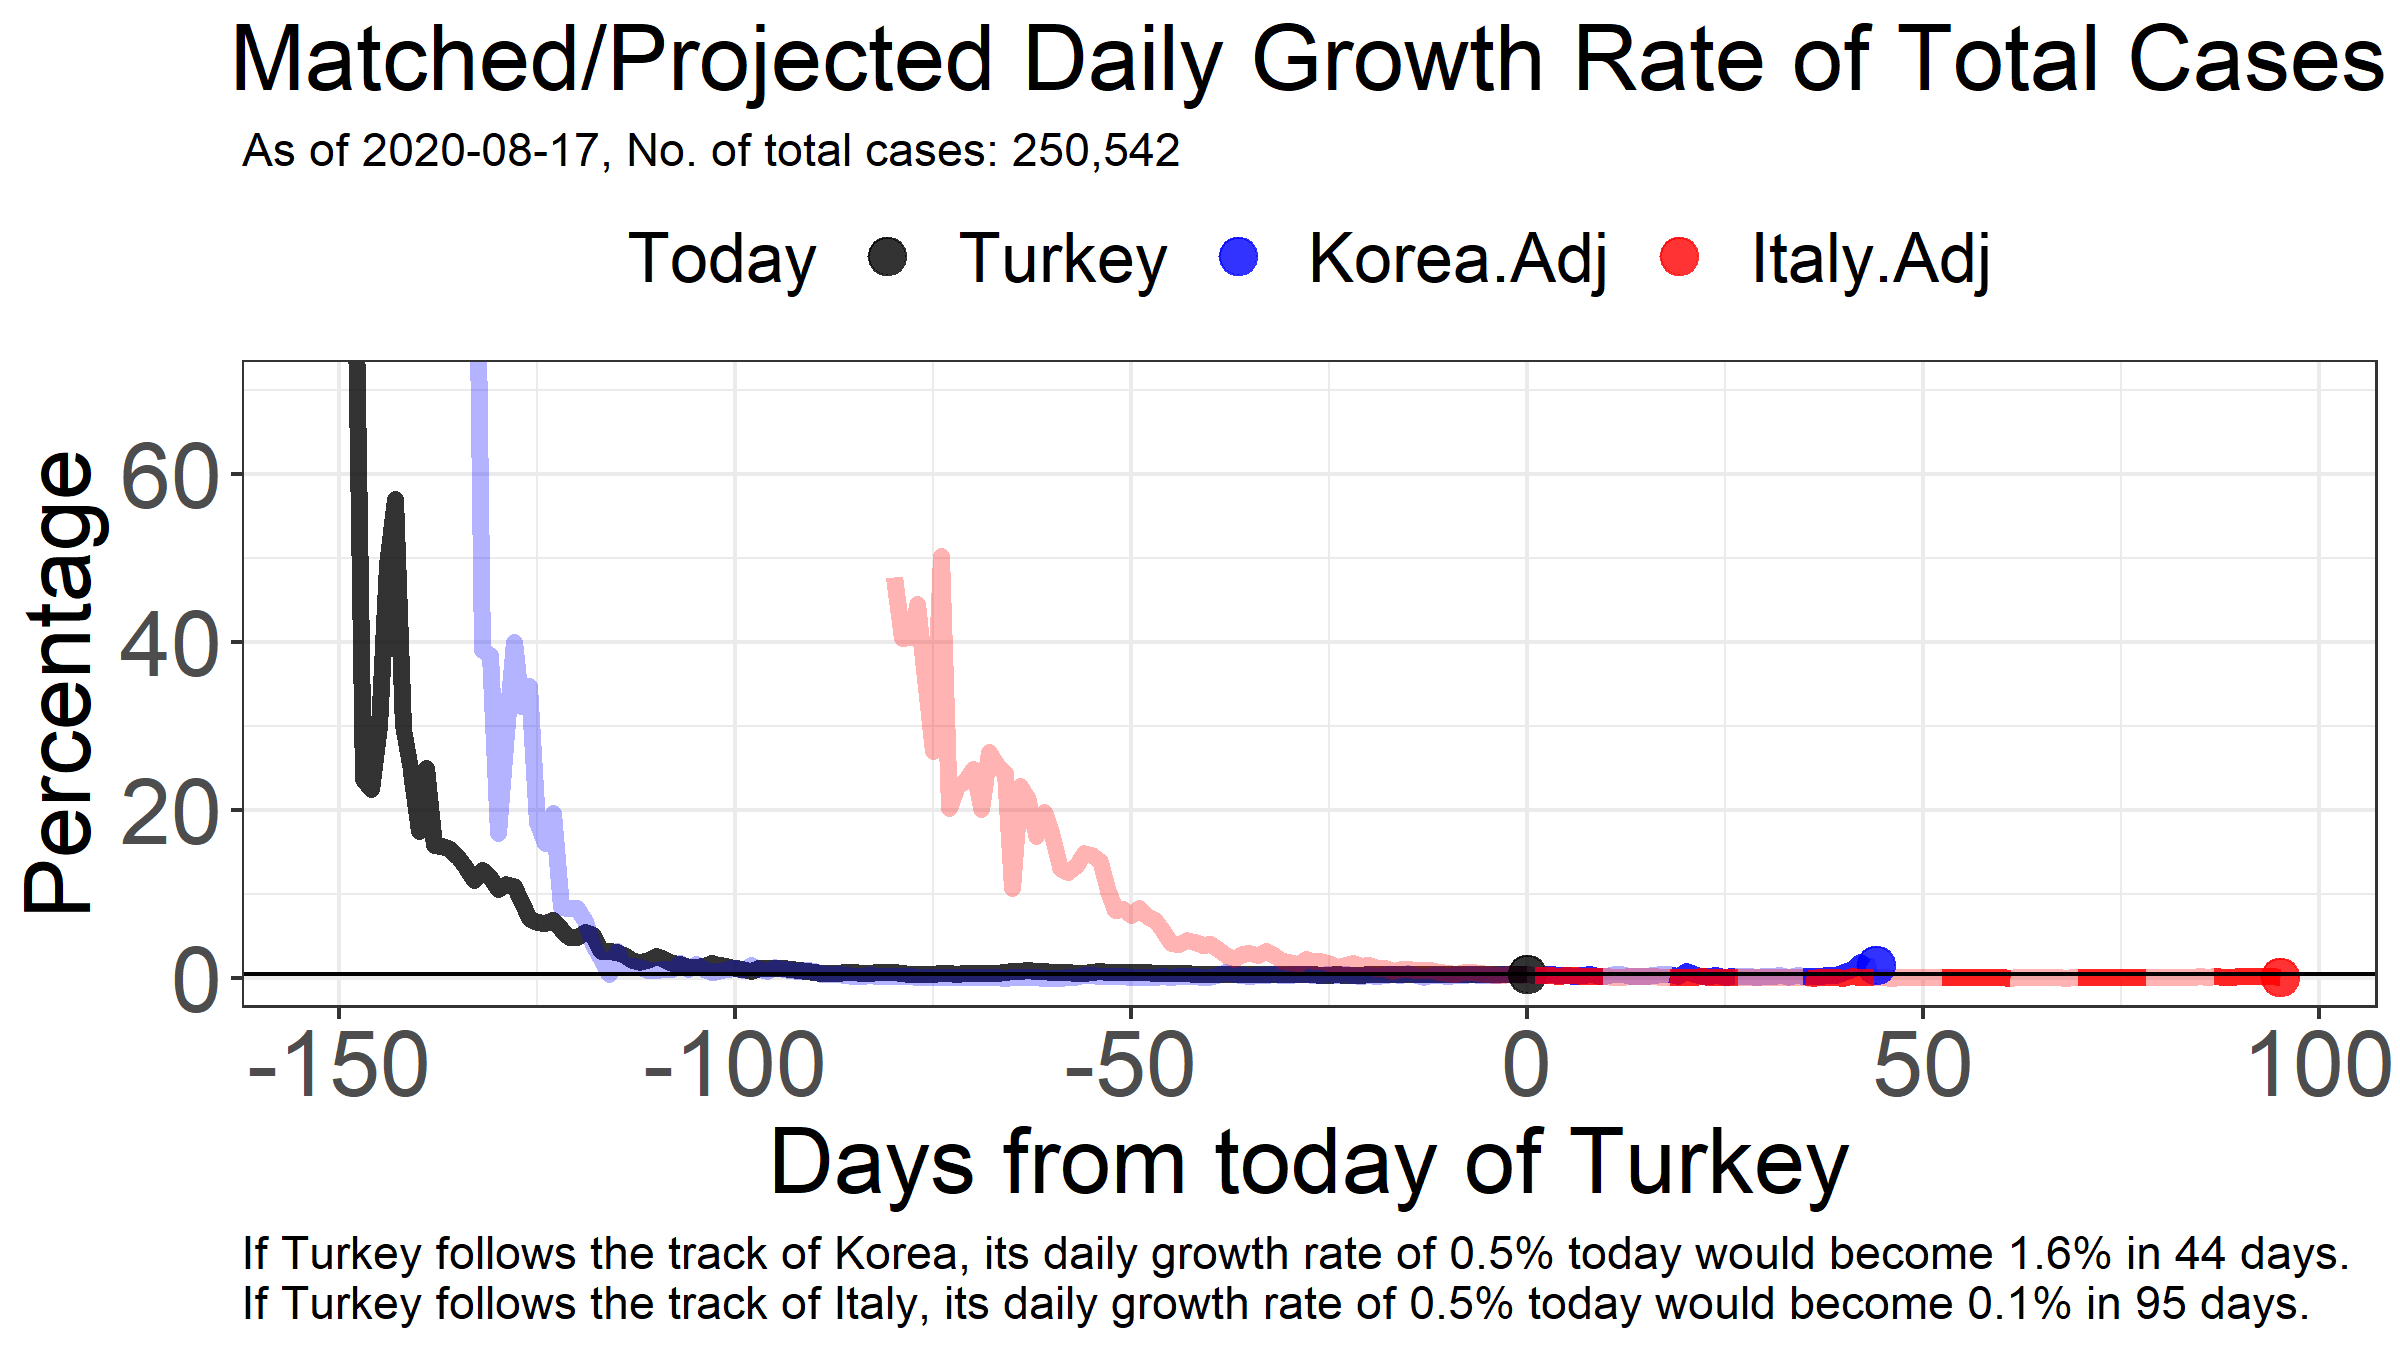 Matched/Projected Daily Growth Rate of Total Cases
As of 2020-08-17, No. of total cases: 250,542
Today Turkey Korea.Adj Italy.Adj
Percentage
60
40
20
0
-150 -100 -50 0 50 100
Days from today of Turkey
If Turkey follows the track of Korea, its daily growth rate of 0.5% today would become 1.6% in 44 days.
If Turkey follows the track of Italy, its daily growth rate of 0.5% today would become 0.1% in 95 days.